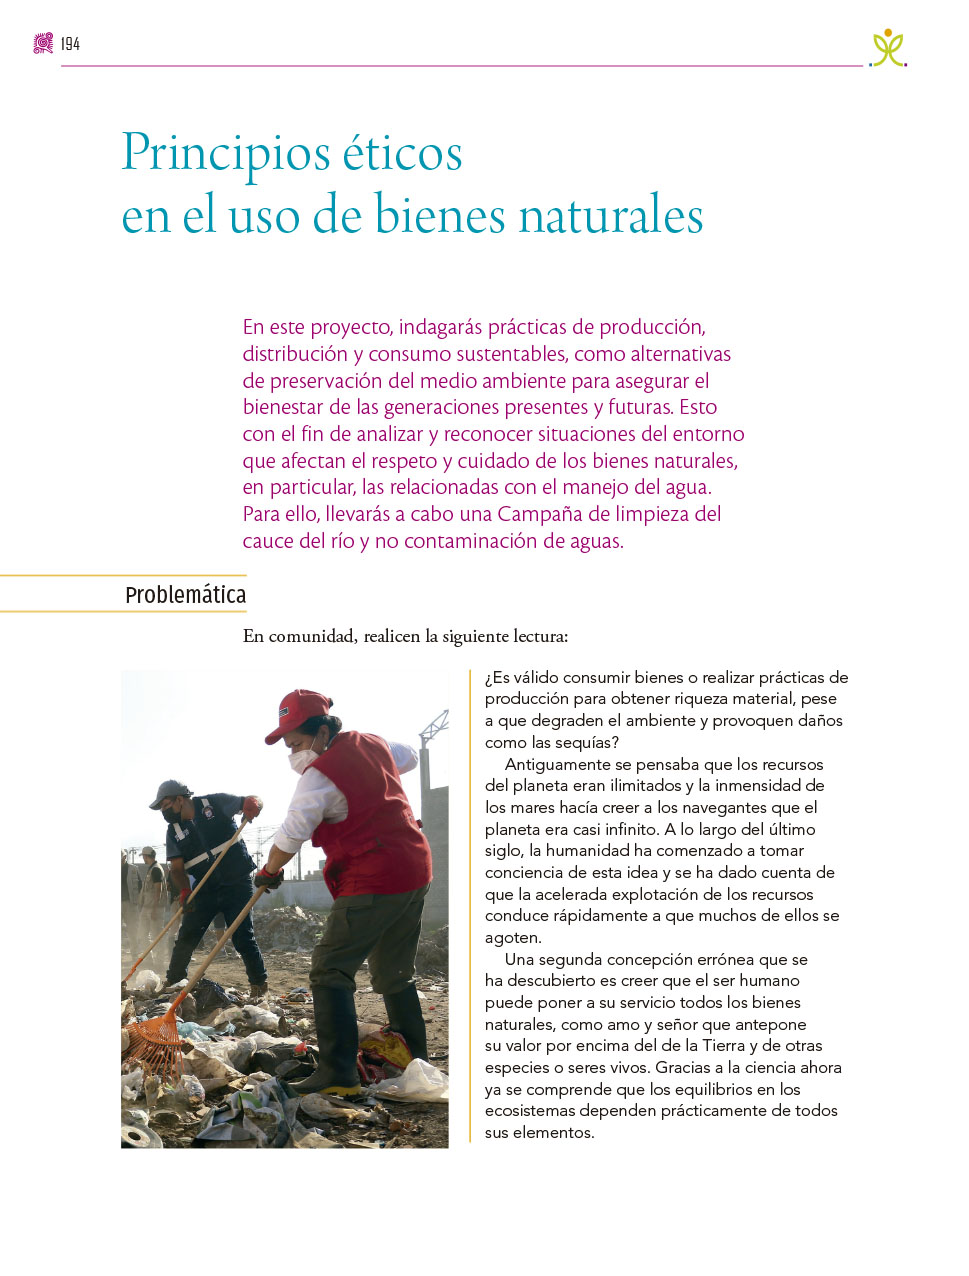 194
Principios éticos
en el uso de bienes naturales
En este proyecto, indagarás prácticas de producción,
distribución y consumo sustentables, como alternativas
de preservación del medio ambiente para asegurar el
bienestar de las generaciones presentes y futuras. Esto
con el fin de analizar y reconocer situaciones del entorno
que afectan el respeto y cuidado de los bienes naturales,
en particular, las relacionadas con el manejo del agua.
Para ello, llevarás a cabo una Campaña de limpieza del
cauce del río y no contaminación de aguas.
Problemática
En comunidad, realicen la siguiente lectura:
¿Es válido consumir bienes o realizar prácticas de
producción para obtener riqueza material, pese
a que degraden el ambiente y provoquen daños
como las sequías?
Antiguamente se pensaba que los recursos
del planeta eran ilimitados y la inmensidad de
los mares hacía creer a los navegantes que el
planeta era casi infinito. A lo largo del último
siglo, la humanidad ha comenzado a tomar
conciencia de esta idea y se ha dado cuenta de
que la acelerada explotación de los recursos
conduce rápidamente a que muchos de ellos se
agoten.
Una segunda concepción errónea que se
ha descubierto es creer que el ser humano
puede poner a su servicio todos los bienes
naturales, como amo y señor que antepone
su valor por encima del de la Tierra y de otras
especies o seres vivos. Gracias a la ciencia ahora
ya se comprende que los equilibrios en los
ecosistemas dependen prácticamente de todos
sus elementos.